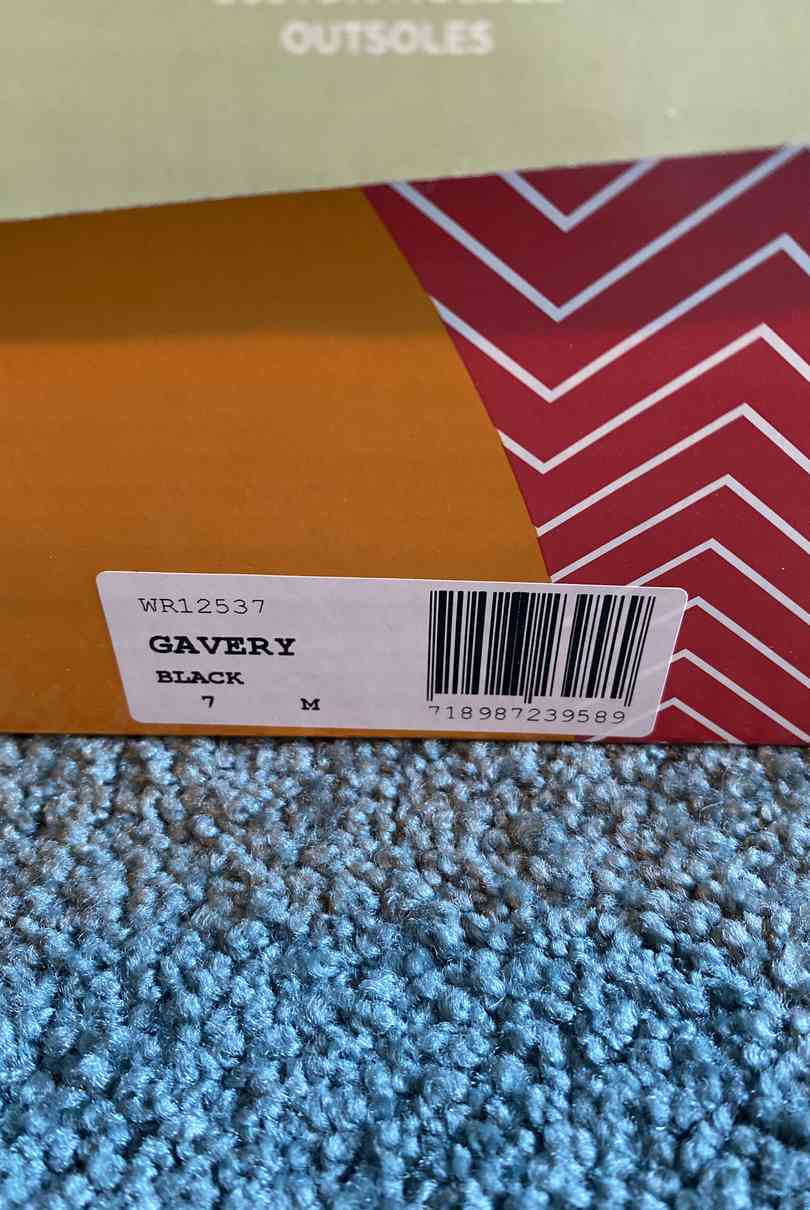 OUTSOLES
WR12537
GAVERY
BLACK
7 M
718987239589